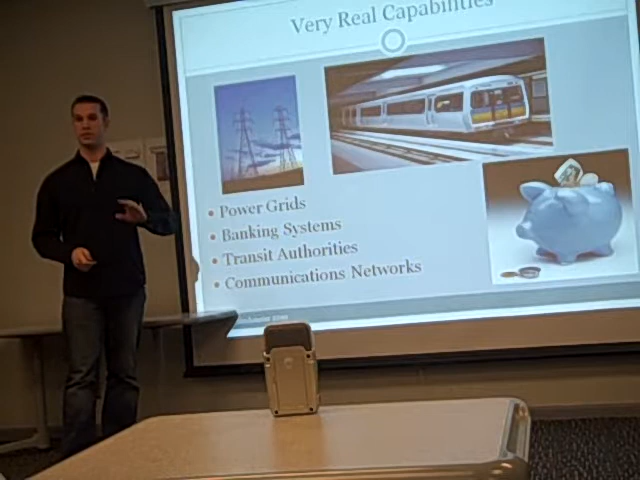 Very Real Capabilities
• Power Grids
• Banking Systems
• Transit Authorities
• Communications Networks